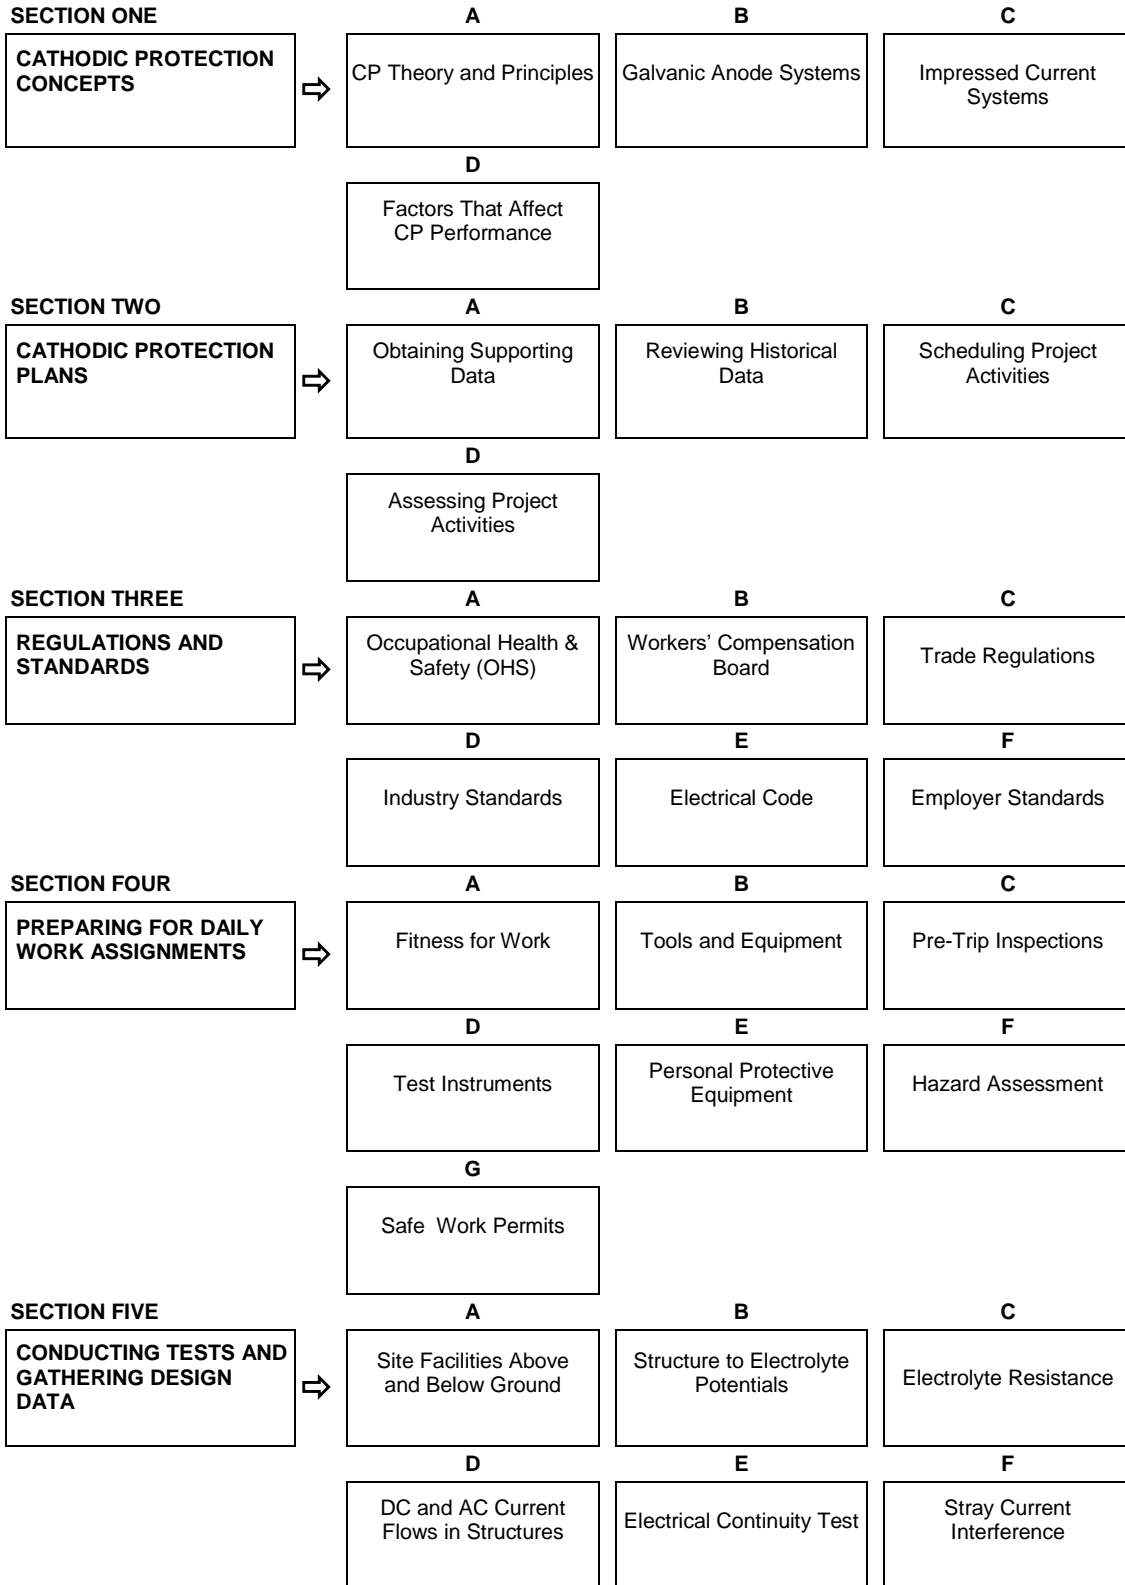 SECTION ONE
A
B
C
CATHODIC PROTECTION
CONCEPTS
CP Theory and Principles
Galvanic Anode Systems
Impressed Current
Systems
D
Factors That Affect
CP Performance
SECTION TWO
A
B
C
CATHODIC PROTECTION
PLANS
Obtaining Supporting
Data
Reviewing Historical
Data
Scheduling Project
Activities
D
Assessing Project
Activities
SECTION THREE
A
B
C
REGULATIONS AND
STANDARDS
Occupational Health &
Safety (OHS)
Workers’ Compensation
Board
Trade Regulations
D
E
F
Industry Standards
Electrical Code
Employer Standards
SECTION FOUR
A
B
C
PREPARING FOR DAILY
WORK ASSIGNMENTS
Fitness for Work
Tools and Equipment
Pre-Trip Inspections
D
E
F
Test Instruments
Personal Protective
Equipment
Hazard Assessment
G
Safe Work Permits
SECTION FIVE
A
B
C
CONDUCTING TESTS AND
GATHERING DESIGN
DATA
Site Facilities Above
and Below Ground
Structure to Electrolyte
Potentials
Electrolyte Resistance
D
E
F
DC and AC Current
Flows in Structures
Electrical Continuity Test
Stray Current
Interference